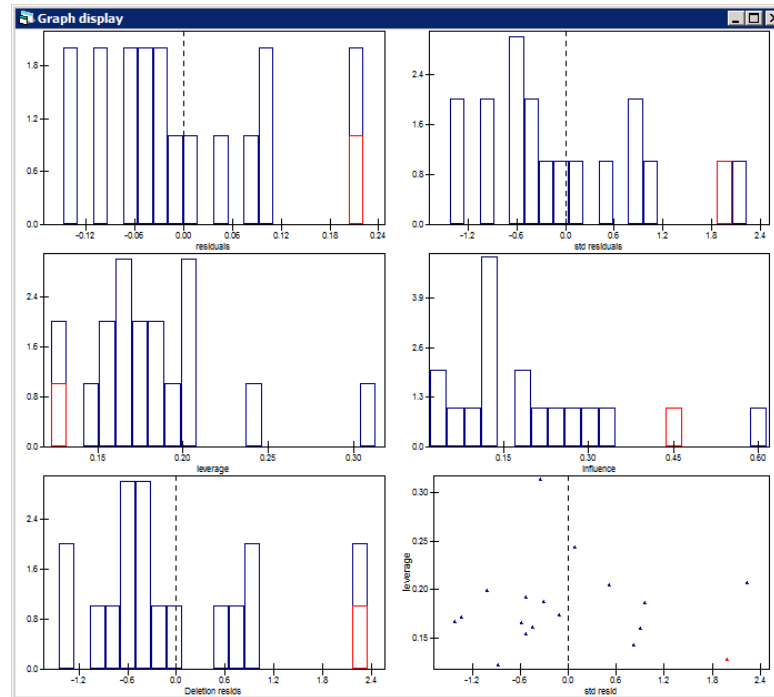 Graph display
1.8
1.2
0.6
0.0
-0.12 -0.06 0.00 0.06 0.12 0.18 0.24
residuals
2.4
1.6
0.8
0.0
-1.2 -0.6 0.0 0.6 1.2 1.8 2.4
std residuals
2.4
1.6
0.8
0.0
0.15 0.20 0.25 0.30
leverage
3.9
2.6
1.3
0.0
0.15 0.30 0.45 0.60
influence
2.4
1.6
0.8
0.0
-1.2 -0.6 0.0 0.6 1.2 1.8 2.4
Deletion resids
leverage
0.30
0.25
0.20
0.15
-1.2 -0.6 0.0 0.6 1.2 1.8 2.4
std resid